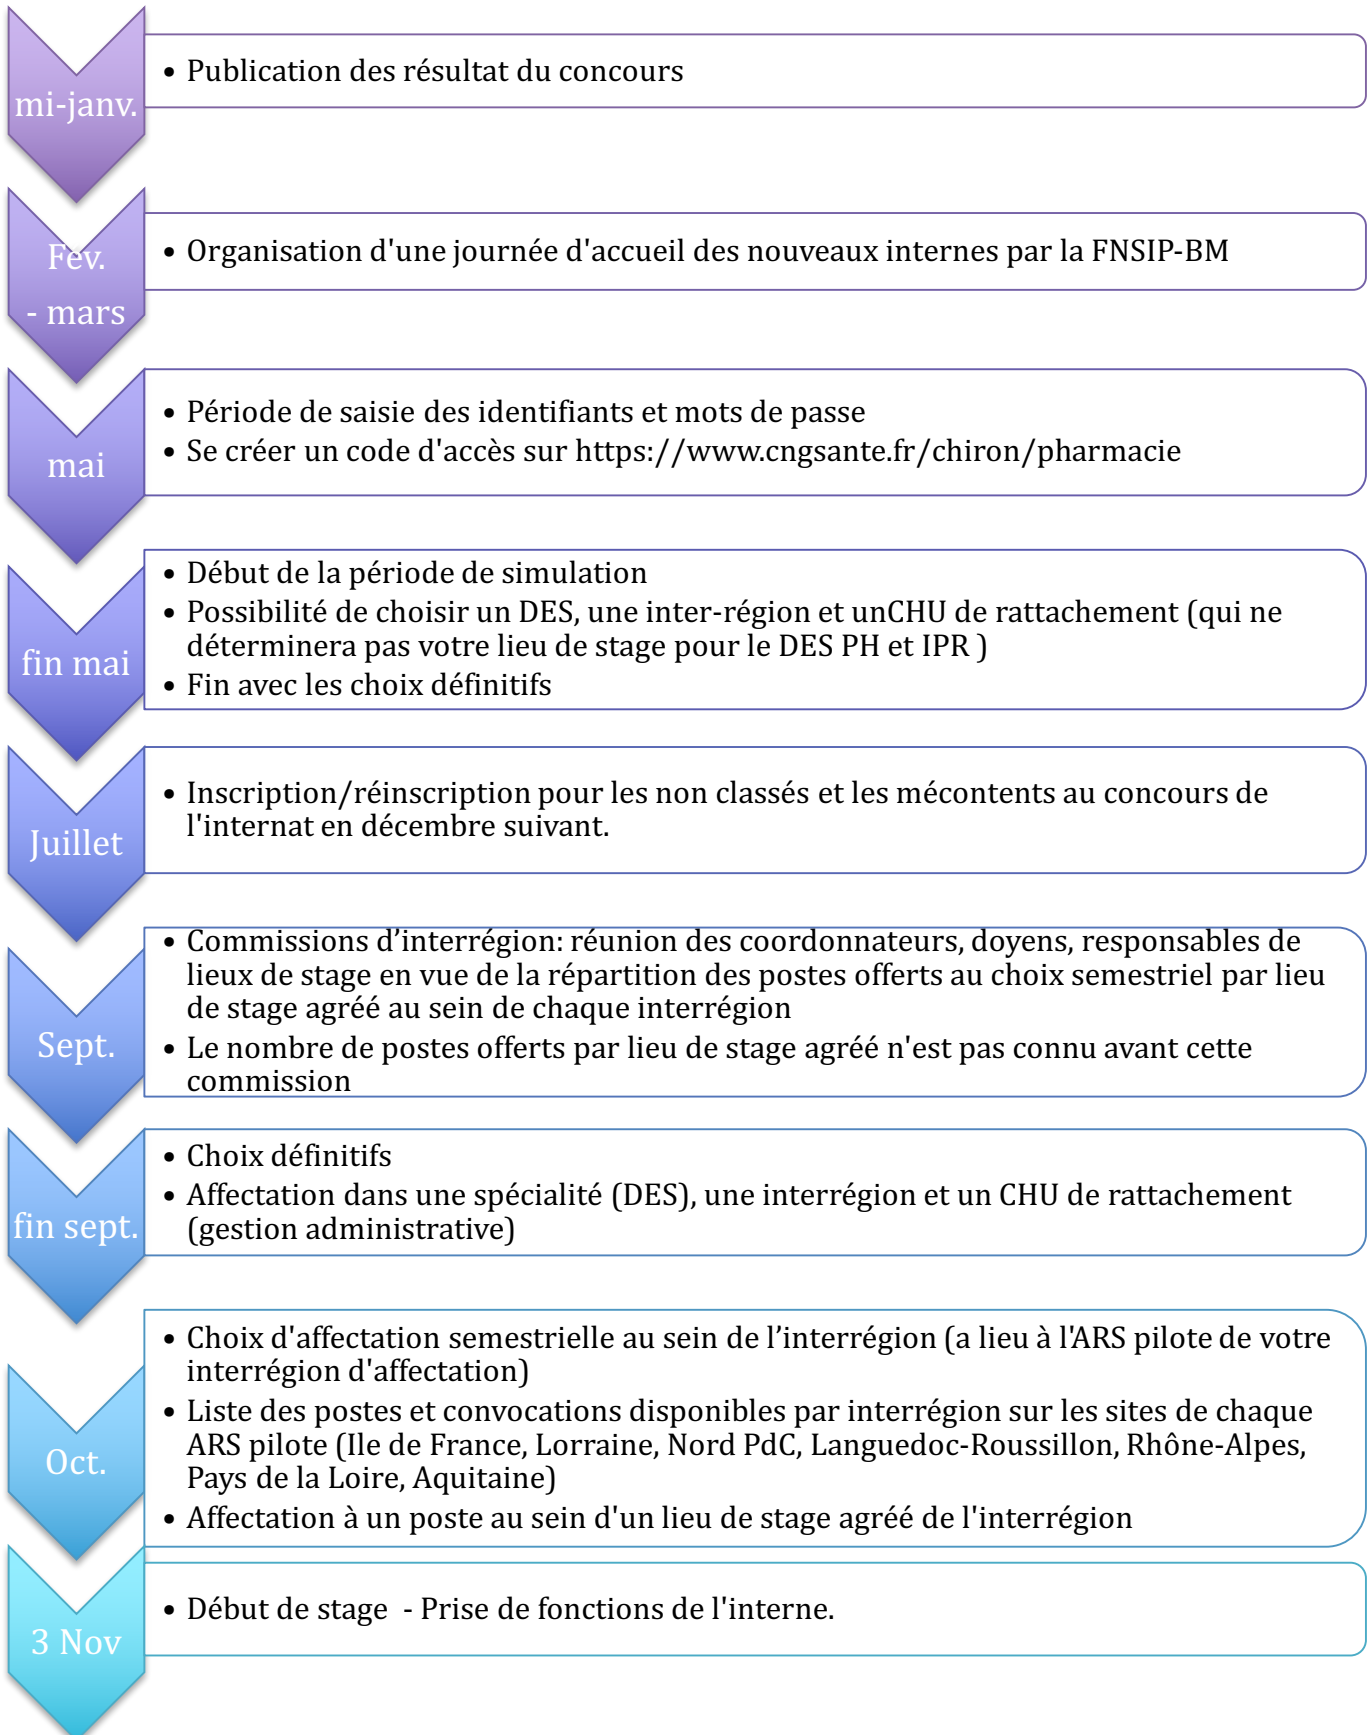 mi-janv.
• Publication des résultat du concours
Fév.
- mars
• Organisation d'une journée d'accueil des nouveaux internes par la FNSIP-BM
mai
• Période de saisie des identifiants et mots de passe
• Se créer un code d'accès sur https://www.cngsante.fr/chiron/pharmacie
fin mai
• Début de la période de simulation
• Possibilité de choisir un DES, une inter-région et unCHU de rattachement (qui ne
déterminera pas votre lieu de stage pour le DES PH et IPR )
• Fin avec les choix définitifs
Juillet
• Inscription/réinscription pour les non classés et les mécontents au concours de
l'internat en décembre suivant.
Sept.
• Commissions d’interrégion: réunion des coordonnateurs, doyens, responsables de
lieux de stage en vue de la répartition des postes offerts au choix semestriel par lieu
de stage agréé au sein de chaque interrégion
• Le nombre de postes offerts par lieu de stage agréé n'est pas connu avant cette
commission
fin sept.
• Choix définitifs
• Affectation dans une spécialité (DES), une interrégion et un CHU de rattachement
(gestion administrative)
Oct.
• Choix d'affectation semestrielle au sein de l’interrégion (a lieu à l'ARS pilote de votre
interrégion d'affectation)
• Liste des postes et convocations disponibles par interrégion sur les sites de chaque
ARS pilote (Ile de France, Lorraine, Nord PdC, Languedoc-Roussillon, Rhône-Alpes,
Pays de la Loire, Aquitaine)
• Affectation à un poste au sein d'un lieu de stage agréé de l'interrégion
3 Nov
• Début de stage  - Prise de fonctions de l'interne.